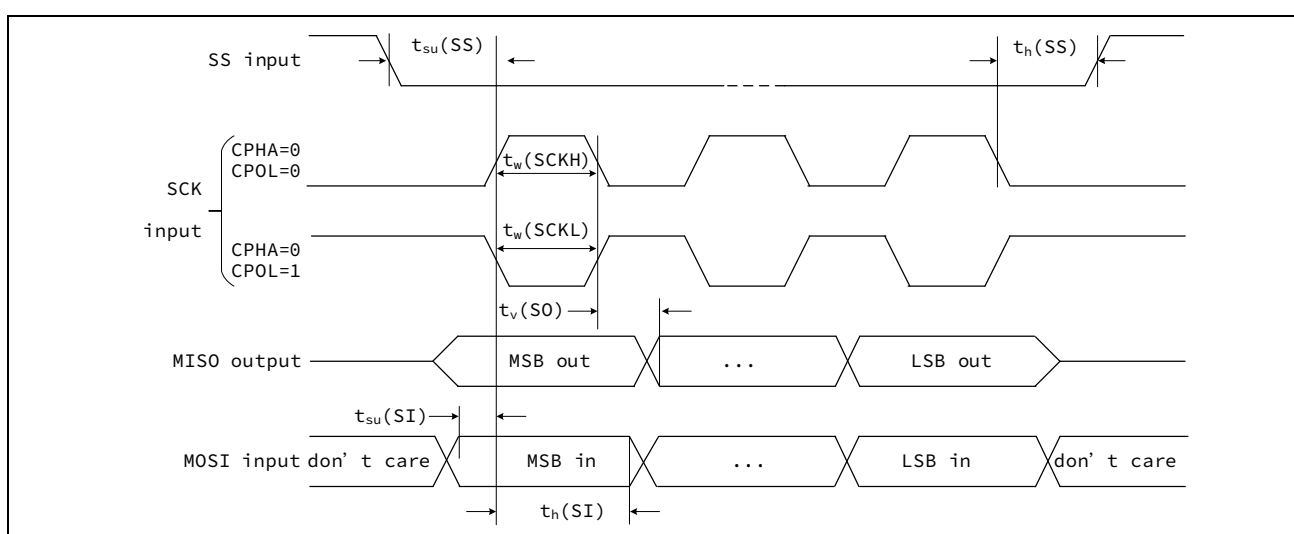 SS input
tsu(SS)
th(SS)
SCK
input
CPHA=0
CPOL=0
tw(SCKH)
CPHA=0
CPOL=1
tw(SCKL)
tv(SO)
MISO output
MSB out
...
LSB out
tsu(SI)
MOSI input
don't care
MSB in
...
LSB in
don't care
th(SI)